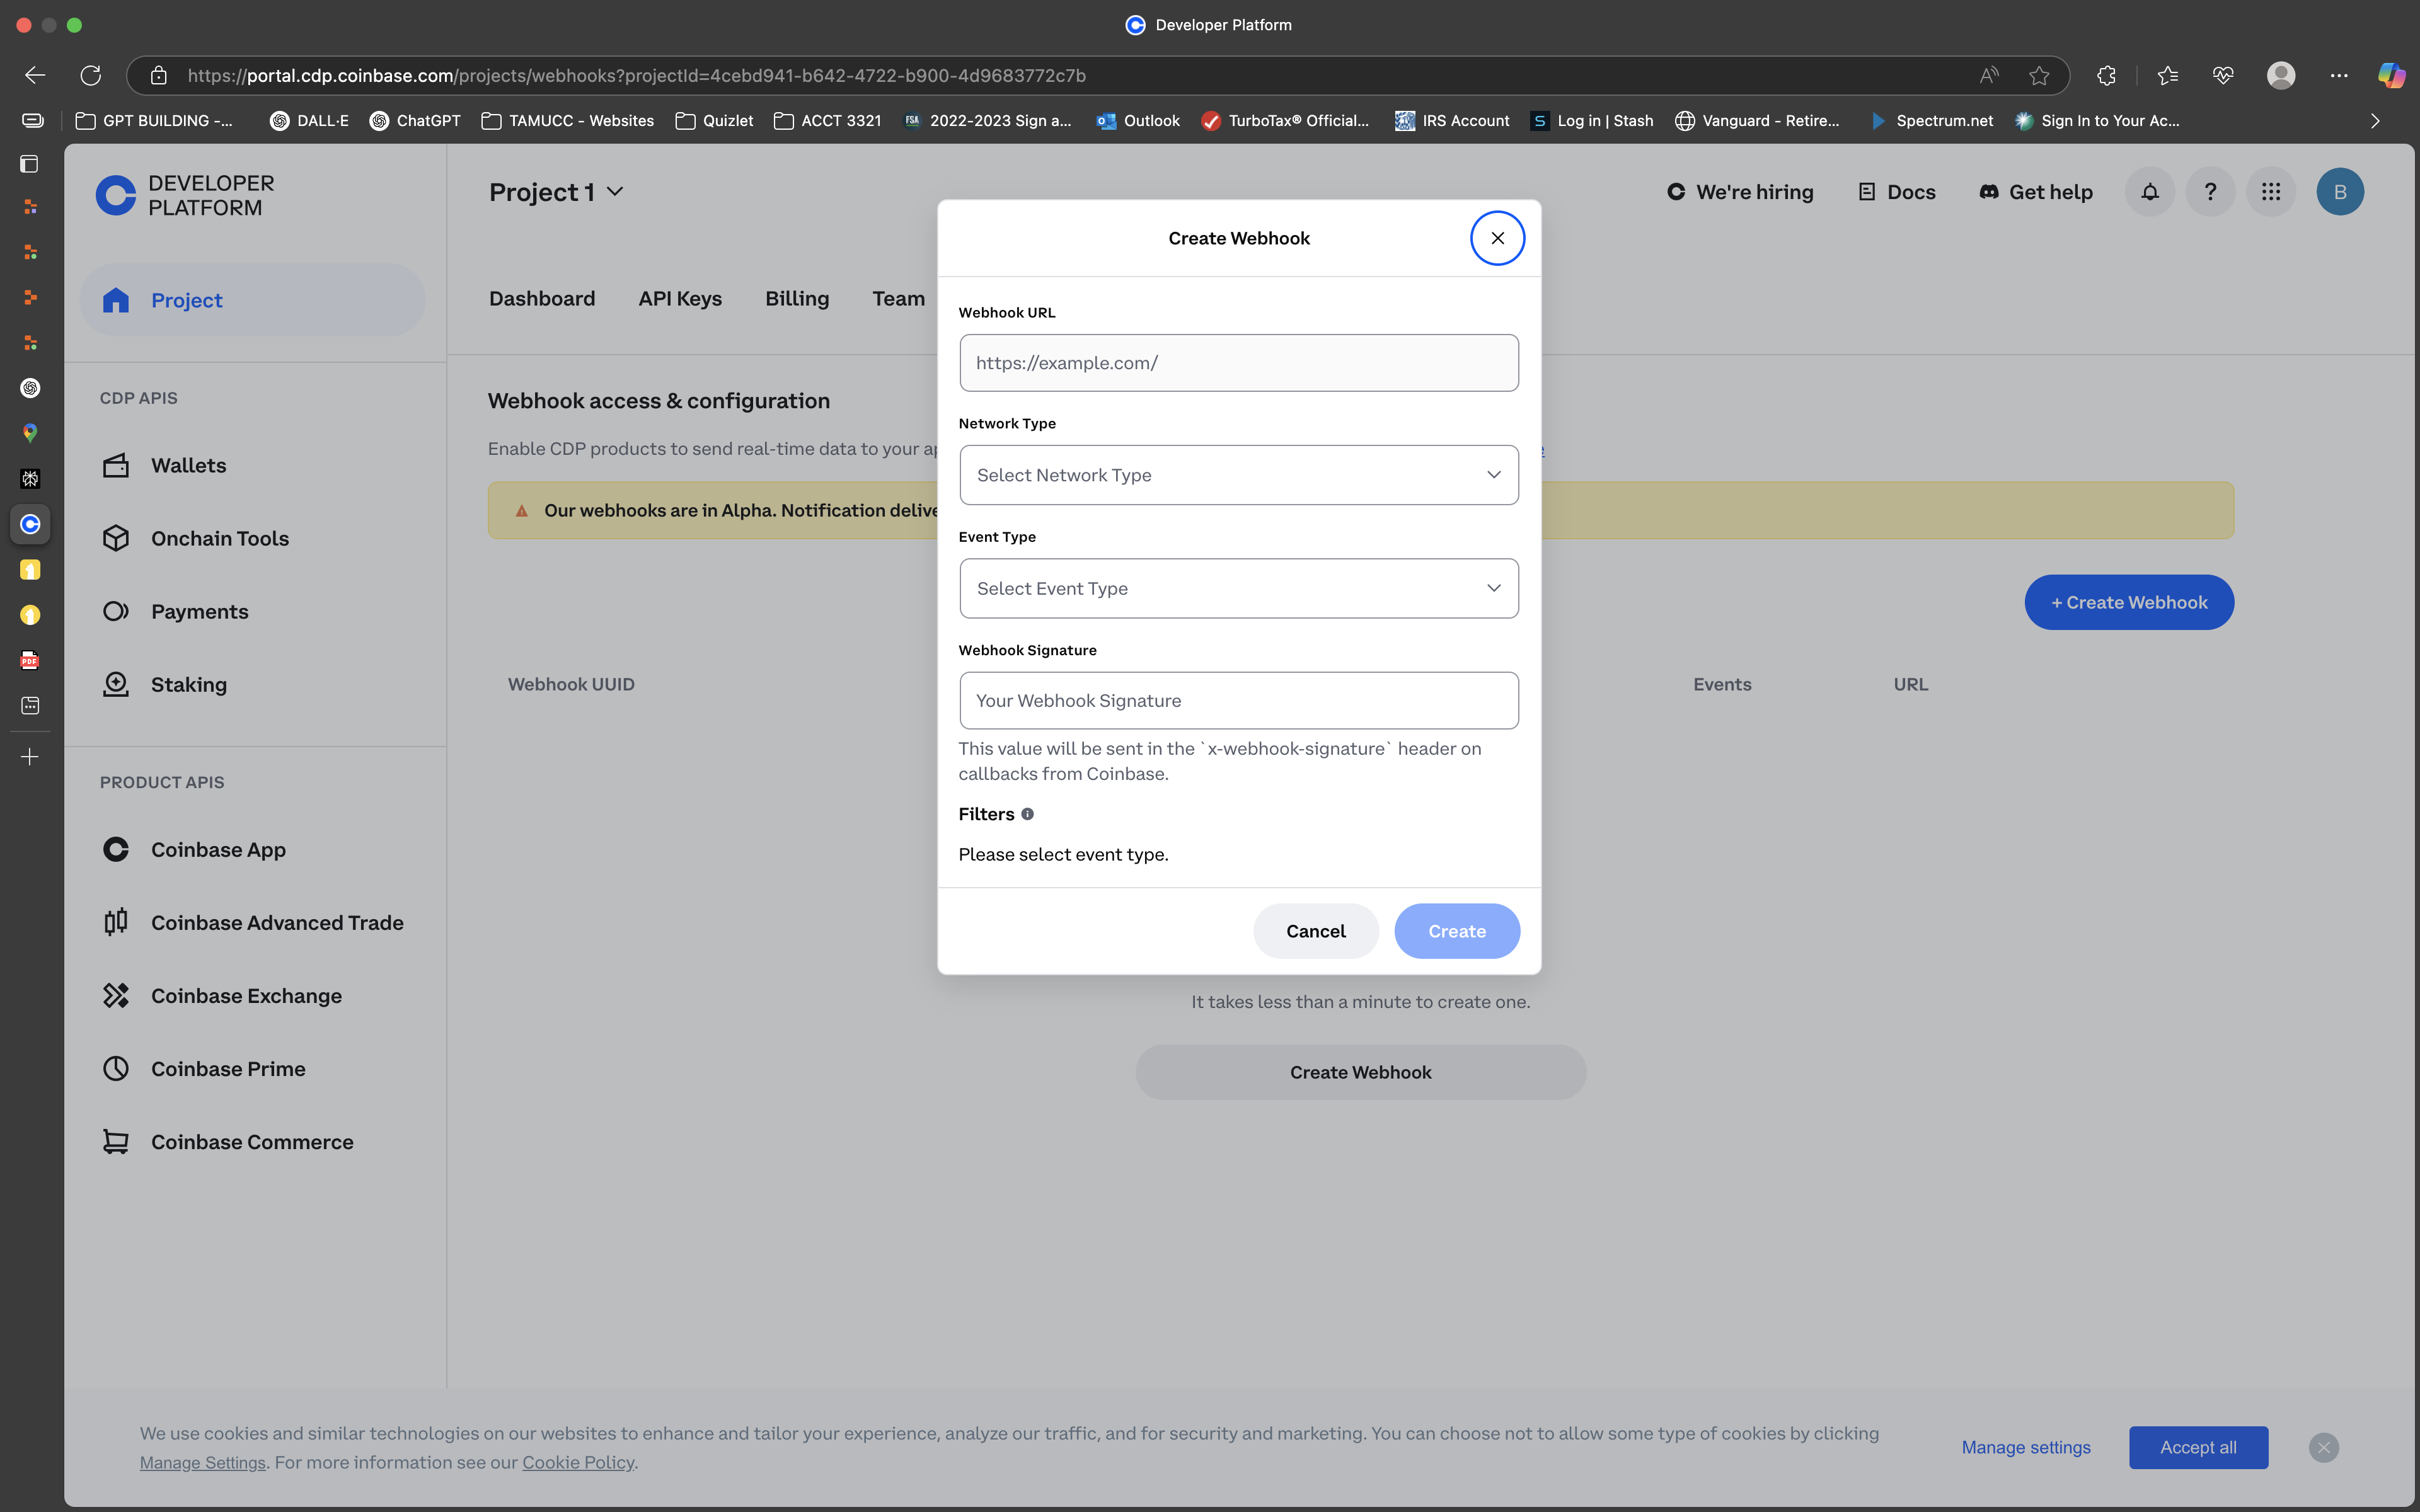 Developer Platform
https://portal.cdp.coinbase.com/projects/webhooks?projectId=4cebd941-b642-4722-b900-4d9683772c7b
GPT BUILDING -...
DALL·E
ChatGPT
TAMUCC - Websites
Quizlet
ACCT 3321
FSA
2022-2023 Sign a...
Outlook
TurboTax® Official...
IRS Account
S
Log in | Stash
Vanguard - Retire...
Spectrum.net
Sign In to Your Ac...
DEVELOPER
PLATFORM
Project 1
We're hiring
Docs
Get help
?
B
Project
Dashboard
API Keys
Billing
Team
CDP APIS
Wallets
Onchain Tools
Payments
Staking
PRODUCT APIS
Coinbase App
Coinbase Advanced Trade
Coinbase Exchange
Coinbase Prime
Coinbase Commerce
PDF
Webhook access & configuration
Enable CDP products to send real-time data to your a
Our webhooks are in Alpha. Notification delive
+ Create Webhook
Webhook UUID
Events
URL
Create Webhook
Webhook URL
https://example.com/
Network Type
Select Network Type
Event Type
Select Event Type
Webhook Signature
Your Webhook Signature
This value will be sent in the `x-webhook-signature` header on
callbacks from Coinbase.
Filters
Please select event type.
Cancel
Create
It takes less than a minute to create one.
Create Webhook
We use cookies and similar technologies on our websites to enhance and tailor your experience, analyze our traffic, and for security and marketing. You can choose not to allow some type of cookies by clicking
Manage Settings. For more information see our Cookie Policy.
Manage settings
Accept all